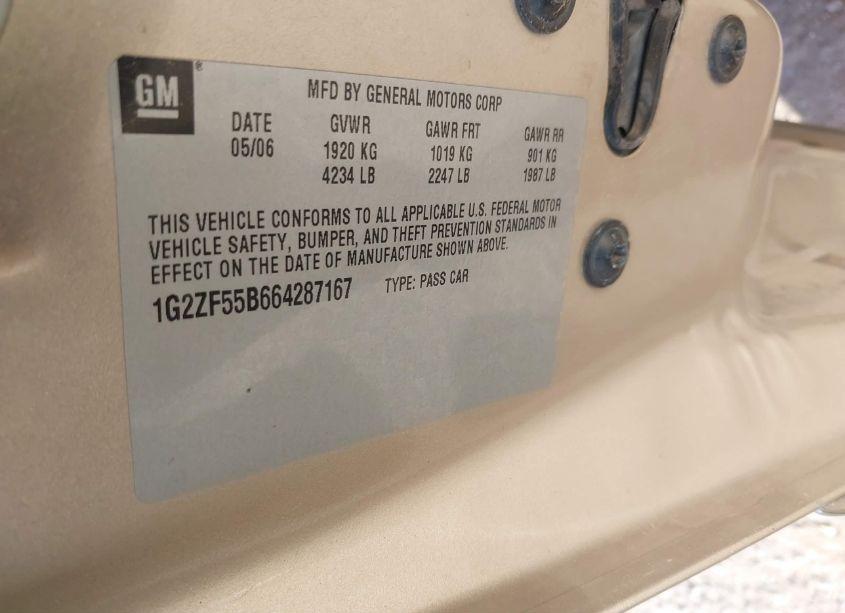 GM®
MFD BY GENERAL MOTORS CORP
DATE GVWR GAWR FRT GAWR RR
05/06 1920 KG 1019 KG 901 KG
4234 LB 2247 LB 1987 LB
THIS VEHICLE CONFORMS TO ALL APPLICABLE U.S. FEDERAL MOTOR
VEHICLE SAFETY, BUMPER, AND THEFT PREVENTION STANDARDS IN
EFFECT ON THE DATE OF MANUFACTURE SHOWN ABOVE.
1G2ZF55B664287167 TYPE: PASS CAR